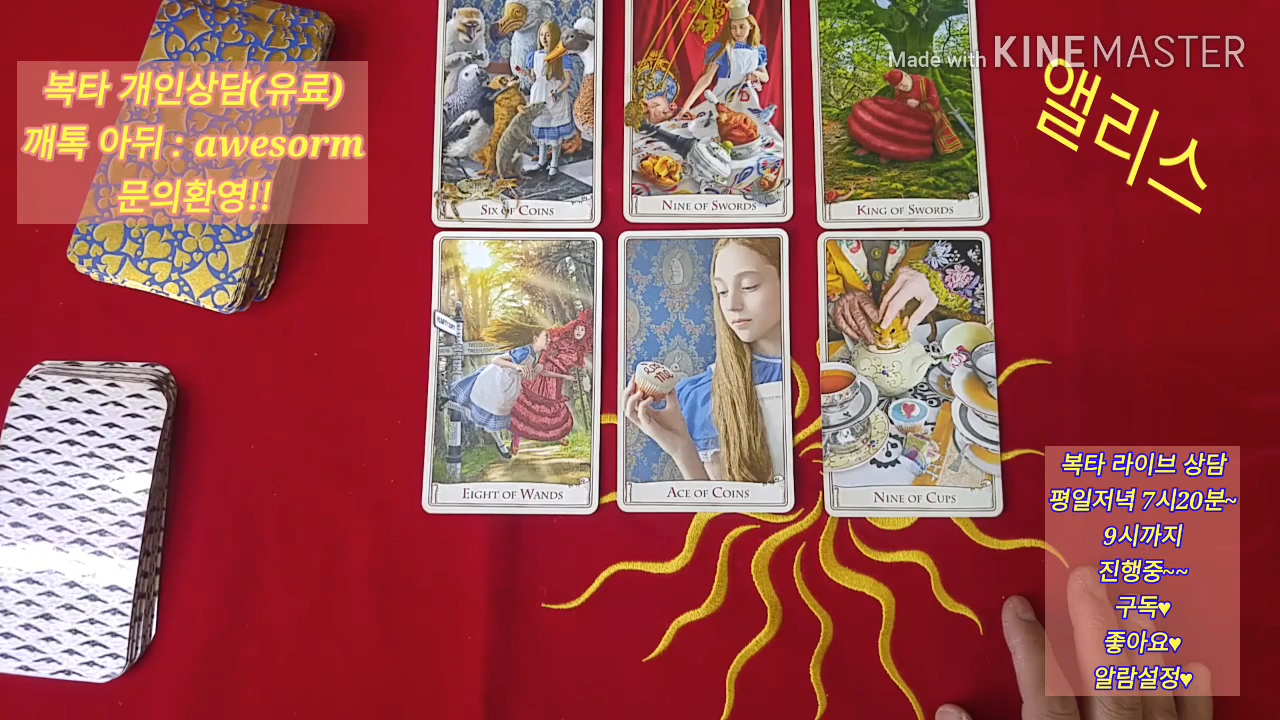 복타 개인상담(유료)
깨톡 아뒤 : awesorm
문의환영!!
Made with KINEMASTER
앨리스
SIX OF COINS
NINE OF SWORDS
KING OF SWORDS
EIGHT OF WANDS
ACE OF COINS
NINE OF CUPS
복타 라이브 상담
평일저녁 7시20분~
9시까지
진행중~~
구독♥
좋아요♥
알람설정♥